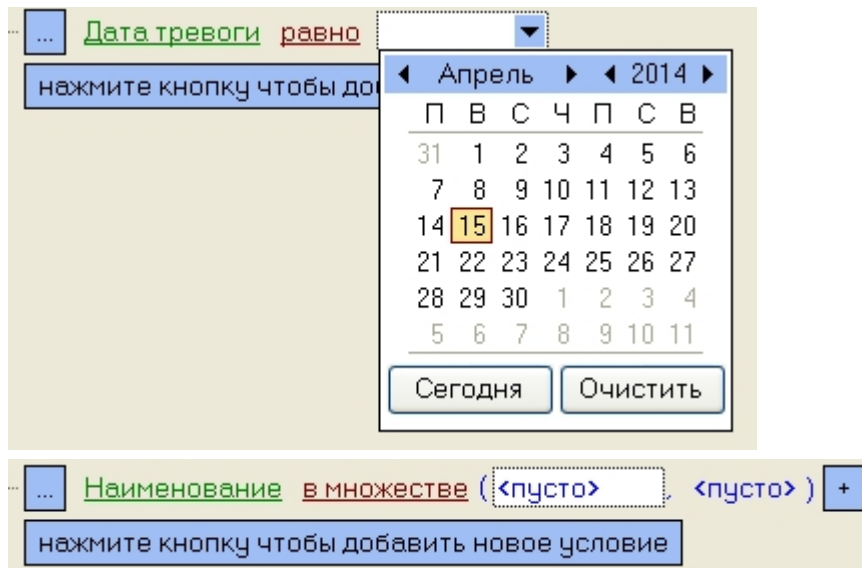 ... Дата тревоги равно
нажмите кнопку чтобы до
Апрель 2014
П В С Ч П С В
31 1 2 3 4 5 6
7 8 9 10 11 12 13
14 15 16 17 18 19 20
21 22 23 24 25 26 27
28 29 30 1 2 3 4
5 6 7 8 9 10 11
Сегодня Очистить
... Наименование в множестве ( <пусто> , <пусто> ) +
нажмите кнопку чтобы добавить новое условие